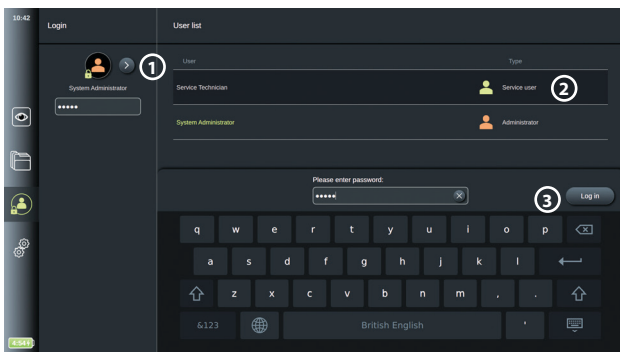 10:42
Login
User list
1
User
Type
System Administrator
•••••
Service Technician
Service user
2
System Administrator
Administrator
Please enter password:
•••••
3
Log in
q w e r t y u i o p
a s d f g h j k l
z x c v b n m , .
&123
British English
'
4:54